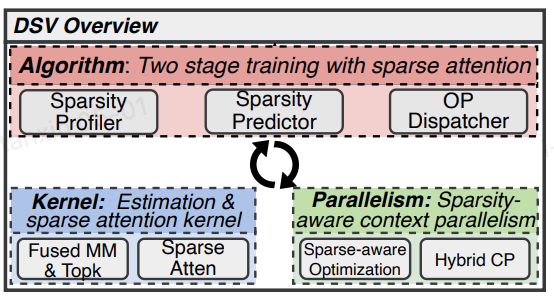 DSV Overview
Algorithm: Two stage training with sparse attention
Sparsity
Profiler
Sparsity
Predictor
OP
Dispatcher
Kernel: Estimation &
sparse attention kernel
Fused MM
& Topk
Sparse
Atten
Parallelism: Sparsity-
aware context parallelism
Sparse-aware
Optimization
Hybrid CP